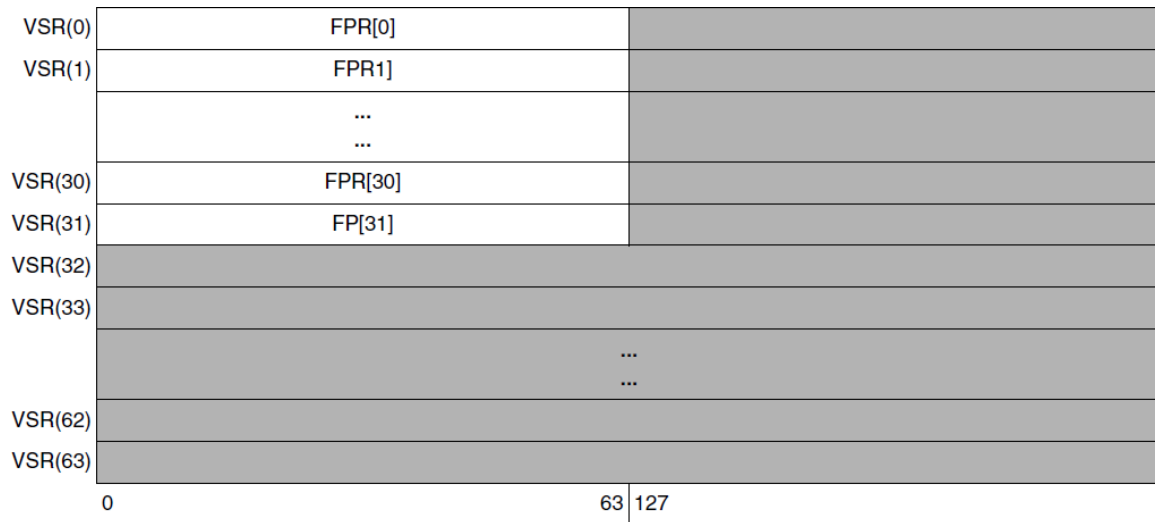 VSR(0) FPR[0]
VSR(1) FPR1]
...
...
VSR(30) FPR[30]
VSR(31) FP[31]
VSR(32)
VSR(33)
...
...
VSR(62)
VSR(63)
0 63 127